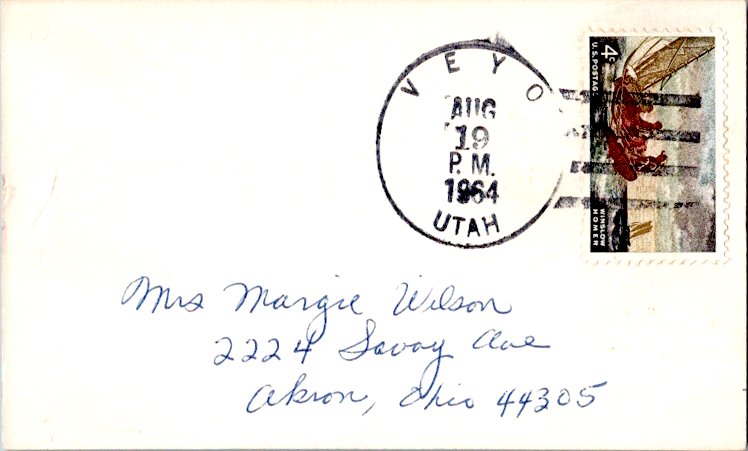 VEYO
AUG
19
P.M.
1964
UTAH
4c
U.S. POSTAGE
WINSLOW
HOMER
Mrs Margie Wilson
2224 Savoy Ave
Akron, Ohio 44305